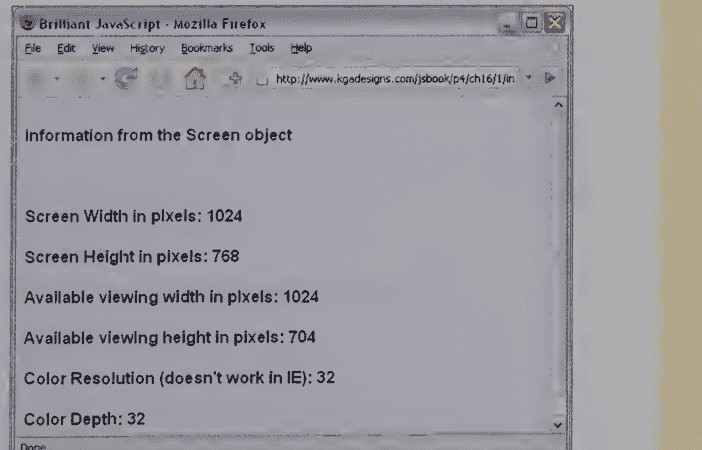 Brilliant JavaScript - Mozilla Firefox
File Edit View History Bookmarks Tools Help
http://www.kgadesigns.com/jsbook/p4/ch16/1/in
Information from the Screen object
Screen Width in pixels: 1024
Screen Height in pixels: 768
Available viewing width in pixels: 1024
Available viewing height in pixels: 704
Color Resolution (doesn't work in IE): 32
Color Depth: 32
Done